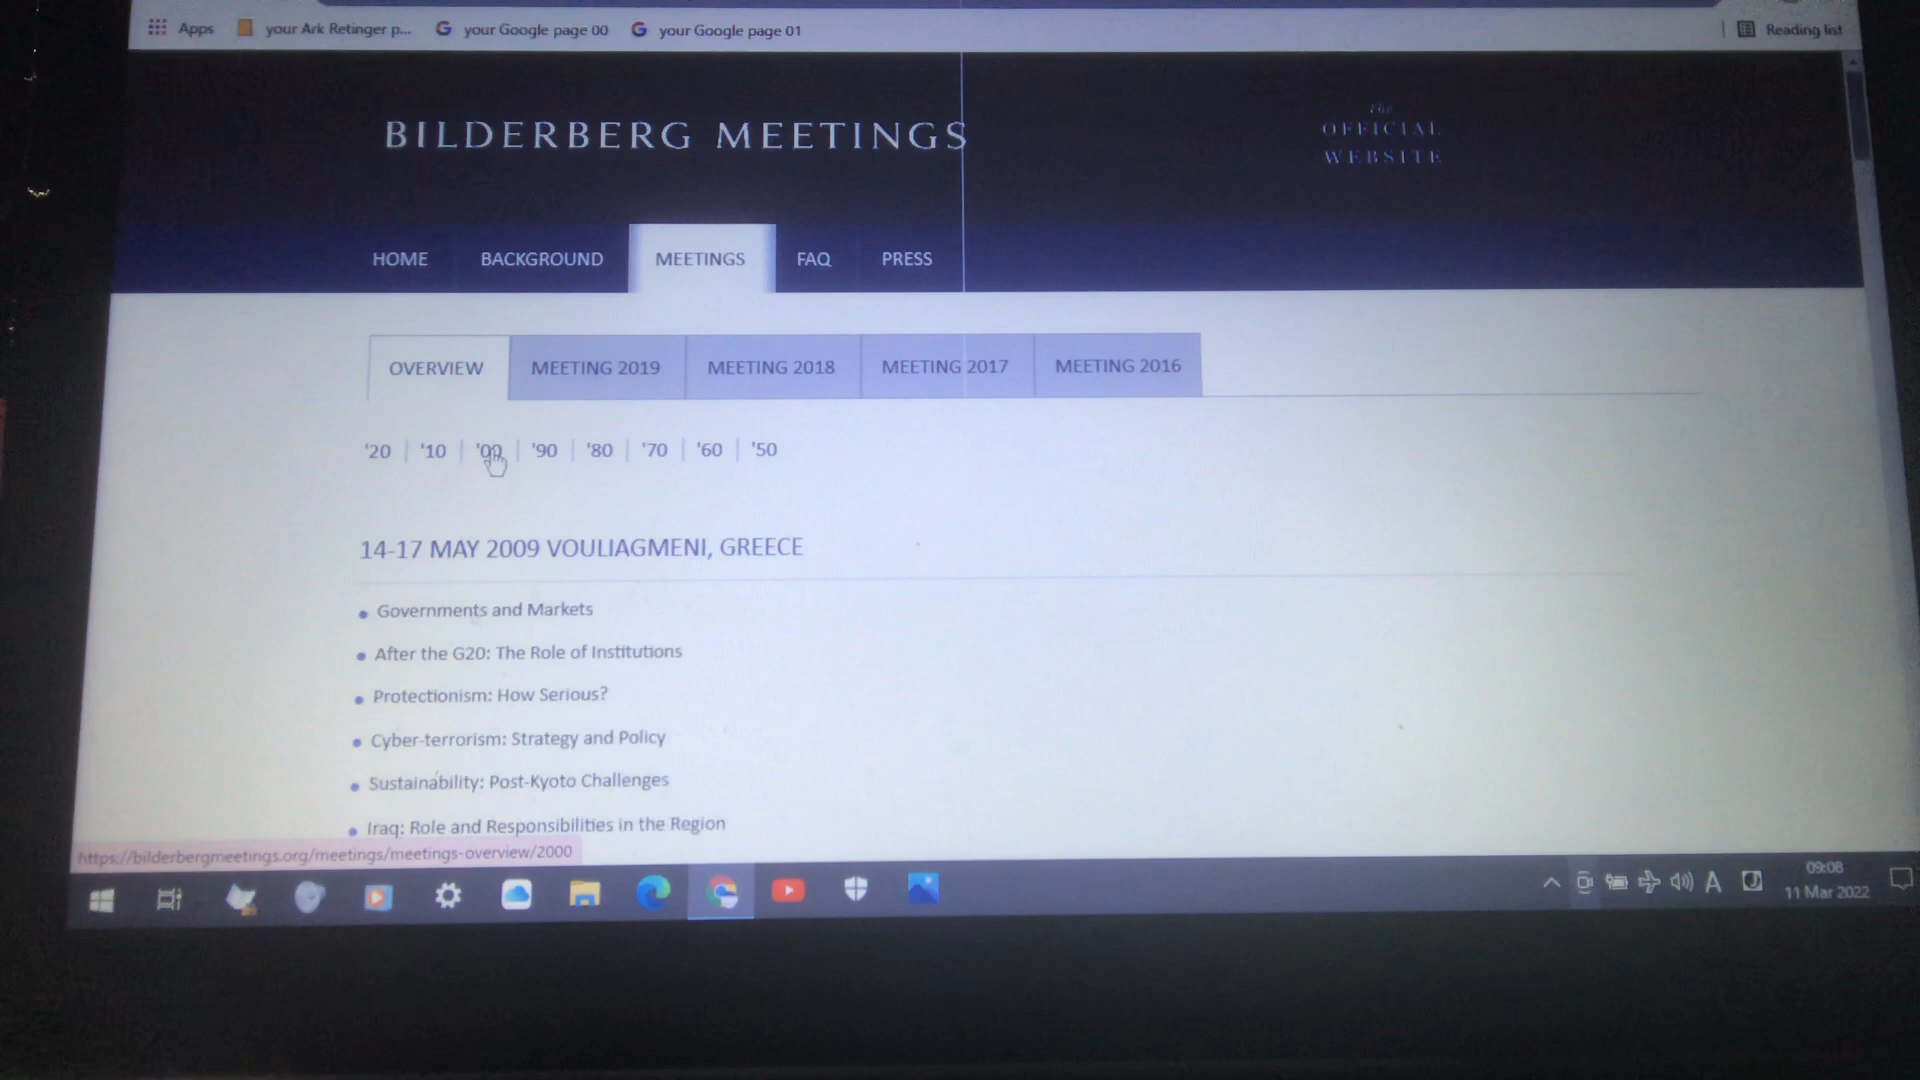 Apps your Ark Retinger p... your Google page 00 your Google page 01 Reading list
BILDERBERG MEETINGS
The
OFFICIAL
WEBSITE
HOME BACKGROUND MEETINGS FAQ PRESS
OVERVIEW MEETING 2019 MEETING 2018 MEETING 2017 MEETING 2016
'20 | '10 | '00 | '90 | '80 | '70 | '60 | '50
14-17 MAY 2009 VOULIAGMENI, GREECE
• Governments and Markets
• After the G20: The Role of Institutions
• Protectionism: How Serious?
• Cyber-terrorism: Strategy and Policy
• Sustainability: Post-Kyoto Challenges
• Iraq: Role and Responsibilities in the Region
https://bilderbergmeetings.org/meetings/meetings-overview/2000
A
09:08
11 Mar 2022